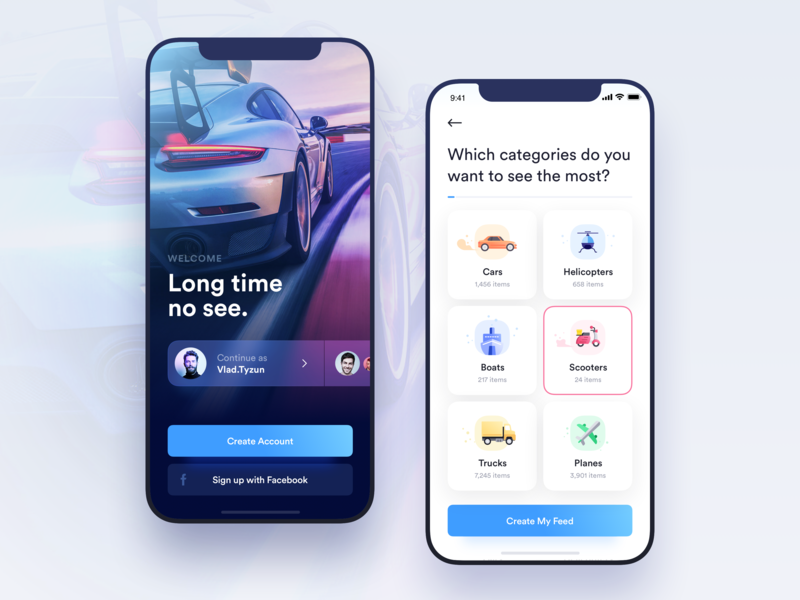 WELCOME
Long time
no see.
Continue as
Vlad.Tyzun
Create Account
f
Sign up with Facebook
9:41
Which categories do you
want to see the most?
Cars
1,456 items
Helicopters
658 items
Boats
217 items
Scooters
24 items
Trucks
7,245 items
Planes
3,901 items
Create My Feed